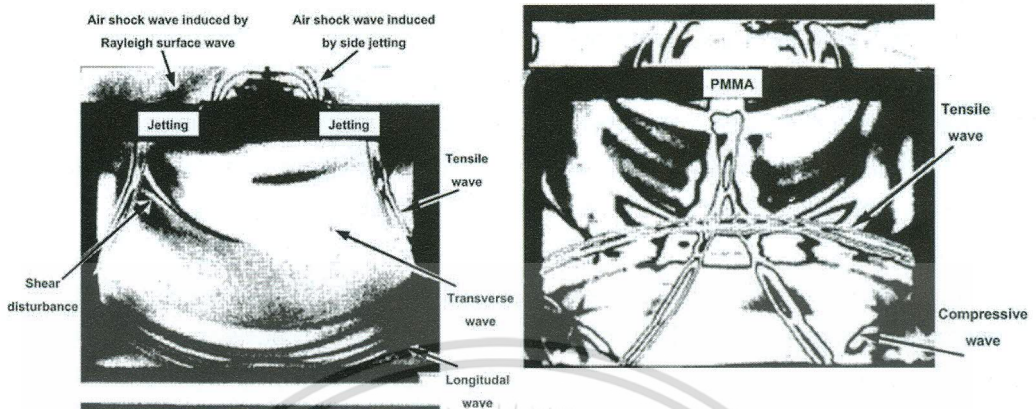 Air shock wave induced by
Rayleigh surface wave
Air shock wave induced
by side jetting
Jetting
Jetting
Tensile
wave
Shear
disturbance
Transverse
wave
Longitudal
wave
PMMA
Tensile
wave
Compressive
wave